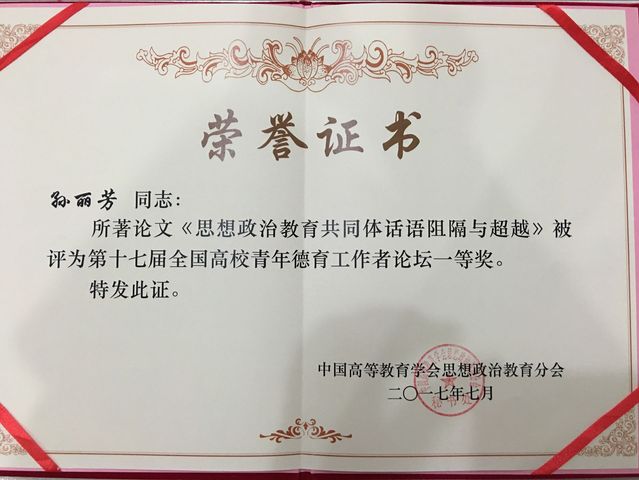 荣誉证书
孙丽芳 同志:
所著论文《思想政治教育共同体话语阻隔与超越》被
评为第十七届全国高校青年德育工作者论坛一等奖。
特发此证。
中国高等教育学会思想政治教育分会
二〇一七年七月
秘书处